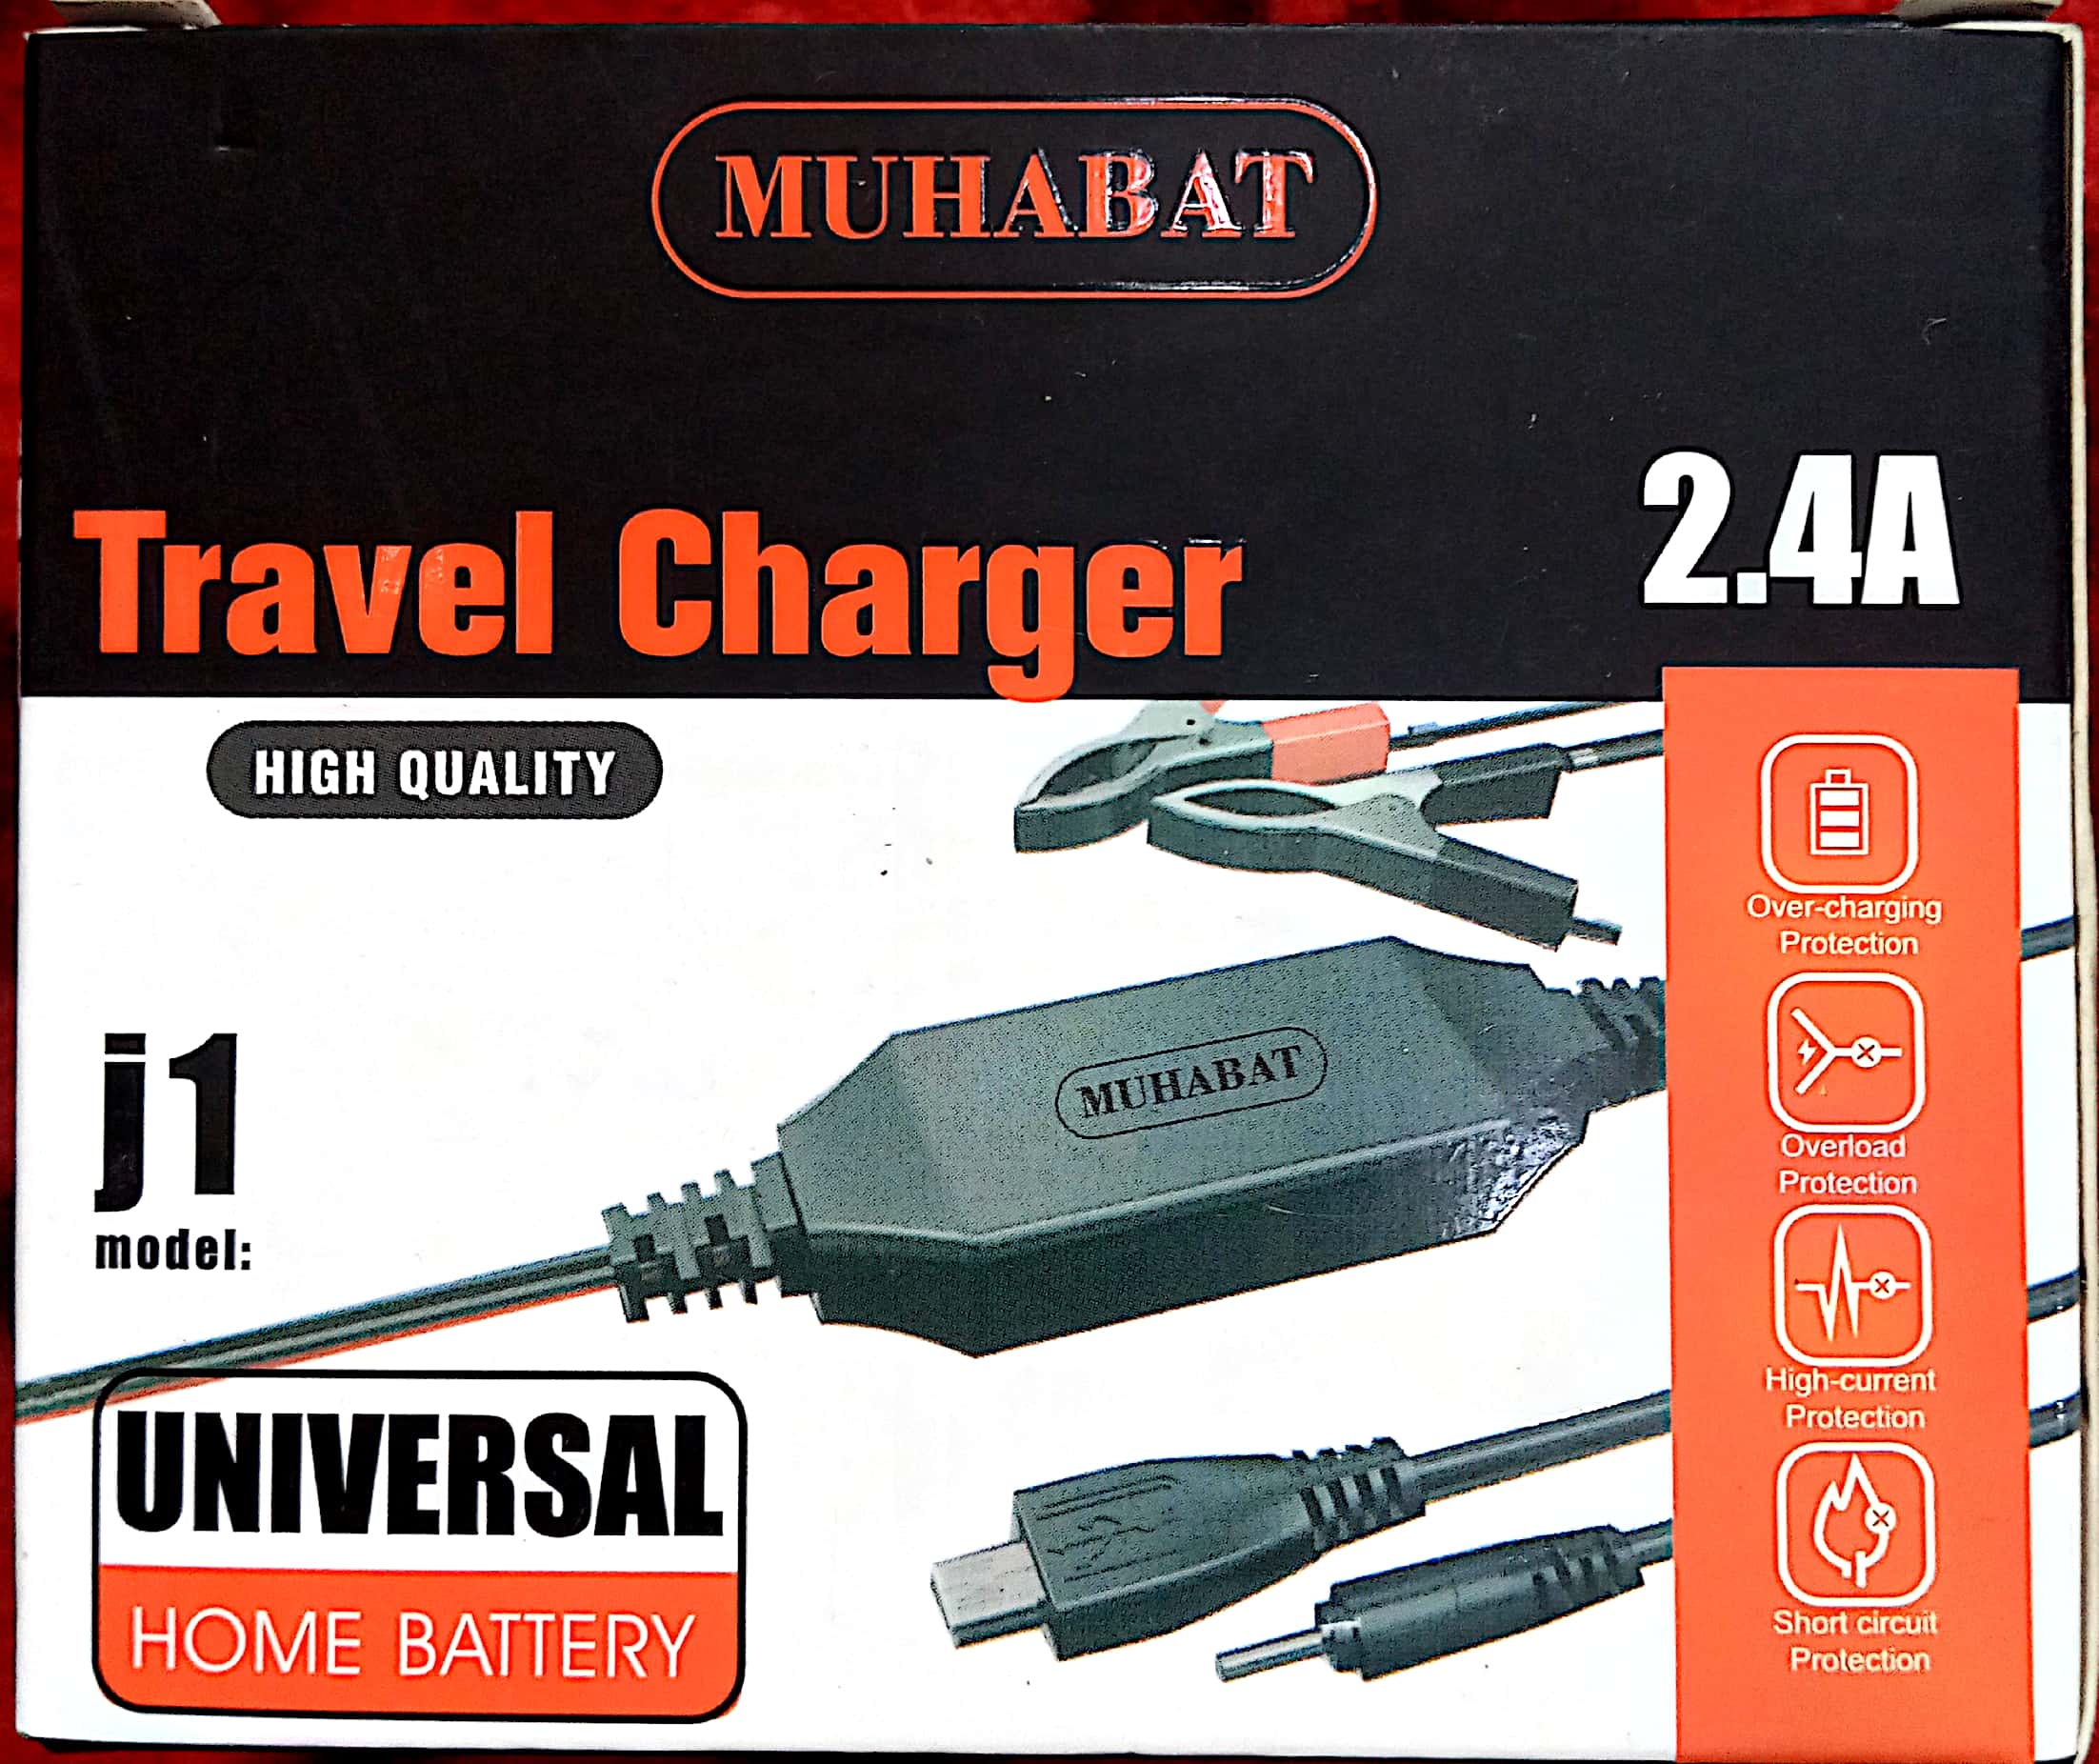 MUHABAT
Travel Charger
2.4A
HIGH QUALITY
j1
model:
MUHABAT
UNIVERSAL
HOME BATTERY
Over-charging
Protection
Overload
Protection
High-current
Protection
Short circuit
Protection